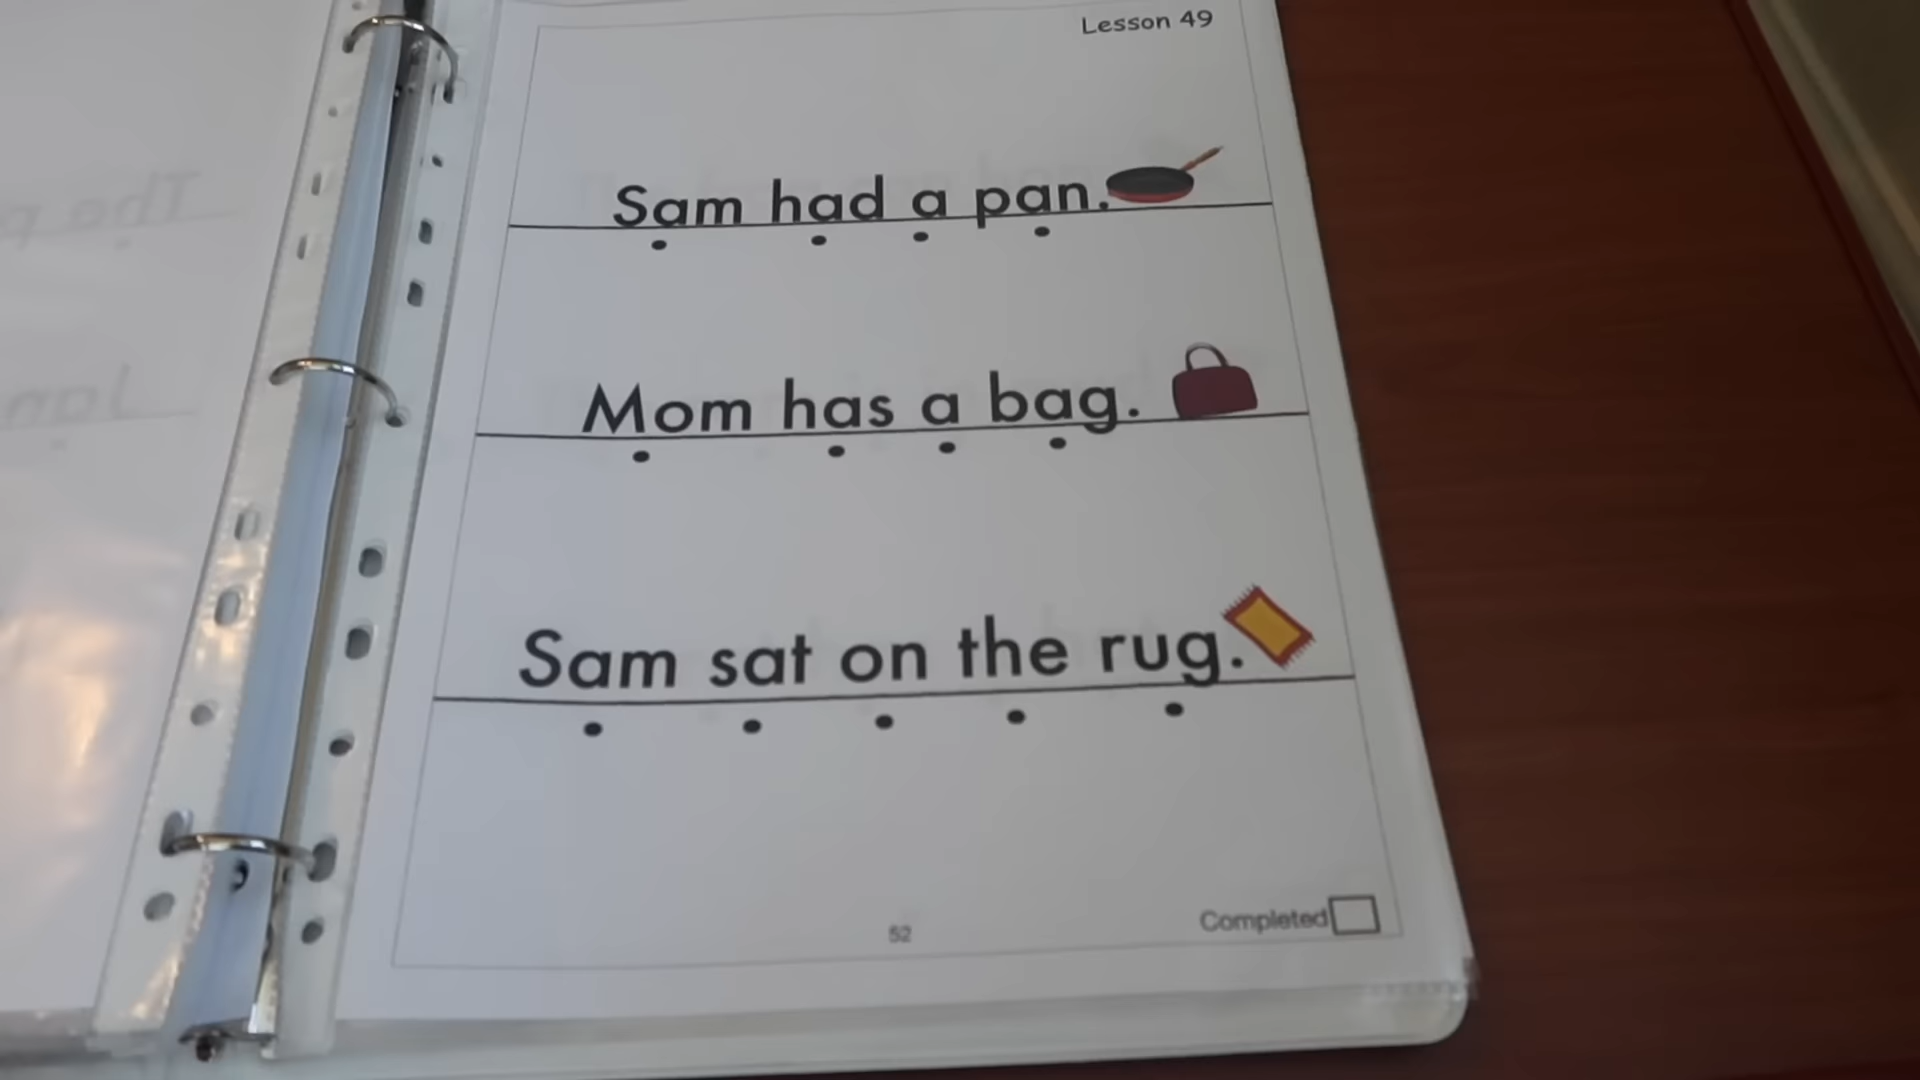 Lesson 49
Sam had a pan.
Mom has a bag.
Sam sat on the rug.
52
Completed